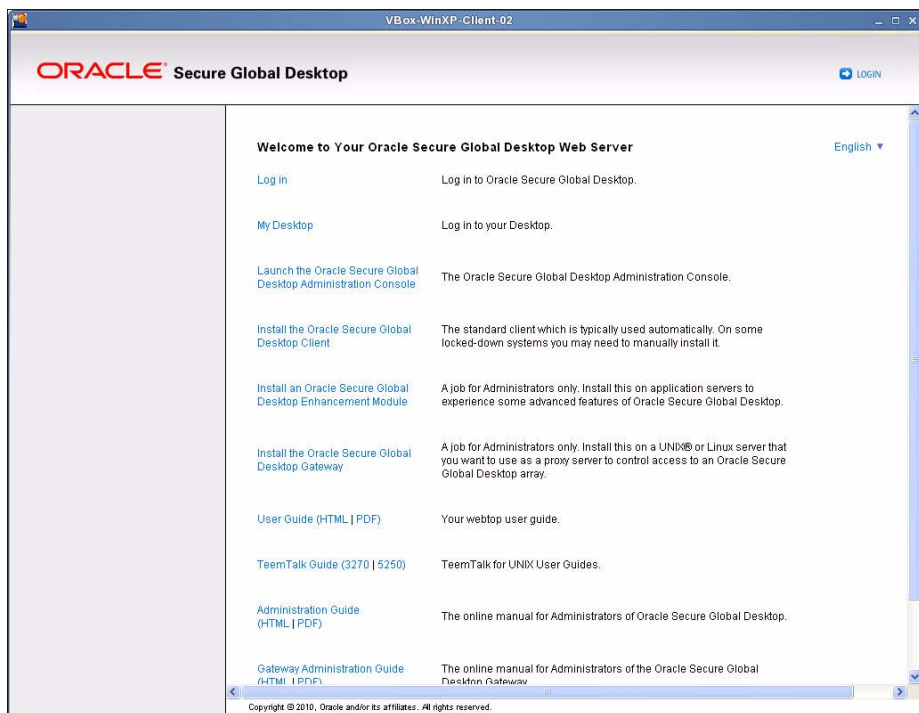 VBox-WinXP-Client-02
ORACLE® Secure Global Desktop
LOGIN
Welcome to Your Oracle Secure Global Desktop Web Server
English ▼
Log in
Log in to Oracle Secure Global Desktop.
My Desktop
Log in to your Desktop.
Launch the Oracle Secure Global
Desktop Administration Console
The Oracle Secure Global Desktop Administration Console.
Install the Oracle Secure Global
Desktop Client
The standard client which is typically used automatically. On some
locked-down systems you may need to manually install it.
Install an Oracle Secure Global
Desktop Enhancement Module
A job for Administrators only. Install this on application servers to
experience some advanced features of Oracle Secure Global Desktop.
Install the Oracle Secure Global
Desktop Gateway
A job for Administrators only. Install this on a UNIX® or Linux server that
you want to use as a proxy server to control access to an Oracle Secure
Global Desktop array.
User Guide (HTML | PDF)
Your webtop user guide.
TeemTalk Guide (3270 | 5250)
TeemTalk for UNIX User Guides.
Administration Guide
(HTML | PDF)
The online manual for Administrators of Oracle Secure Global Desktop.
Gateway Administration Guide
(HTML | PDF)
The online manual for Administrators of the Oracle Secure Global
Desktop Gateway
Copyright © 2010, Oracle and/or its affiliates. All rights reserved.